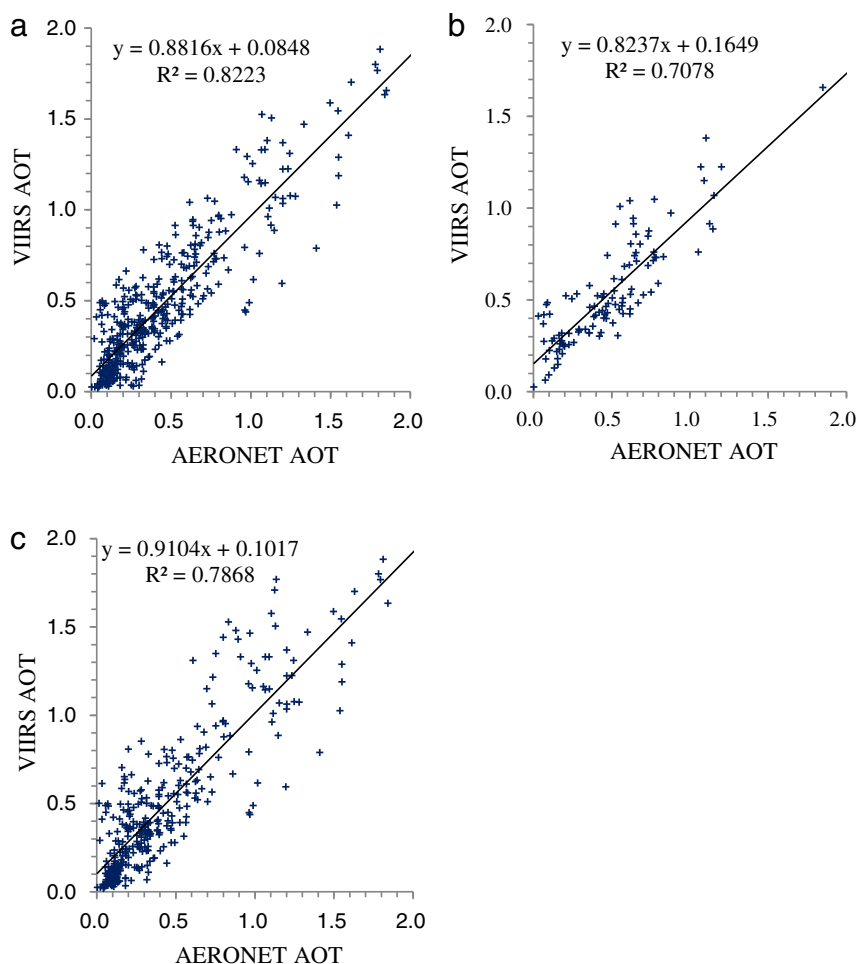 a
y = 0.8816x + 0.0848
R² = 0.8223
2.0
1.5
1.0
0.5
0.0
VIIRS AOT
0.0 0.5 1.0 1.5 2.0
AERONET AOT
b
y = 0.8237x + 0.1649
R² = 0.7078
2.0
1.5
1.0
0.5
0.0
VIIRS AOT
0.0 0.5 1.0 1.5 2.0
AERONET AOT
c
y = 0.9104x + 0.1017
R² = 0.7868
2.0
1.5
1.0
0.5
0.0
VIIRS AOT
0.0 0.5 1.0 1.5 2.0
AERONET AOT